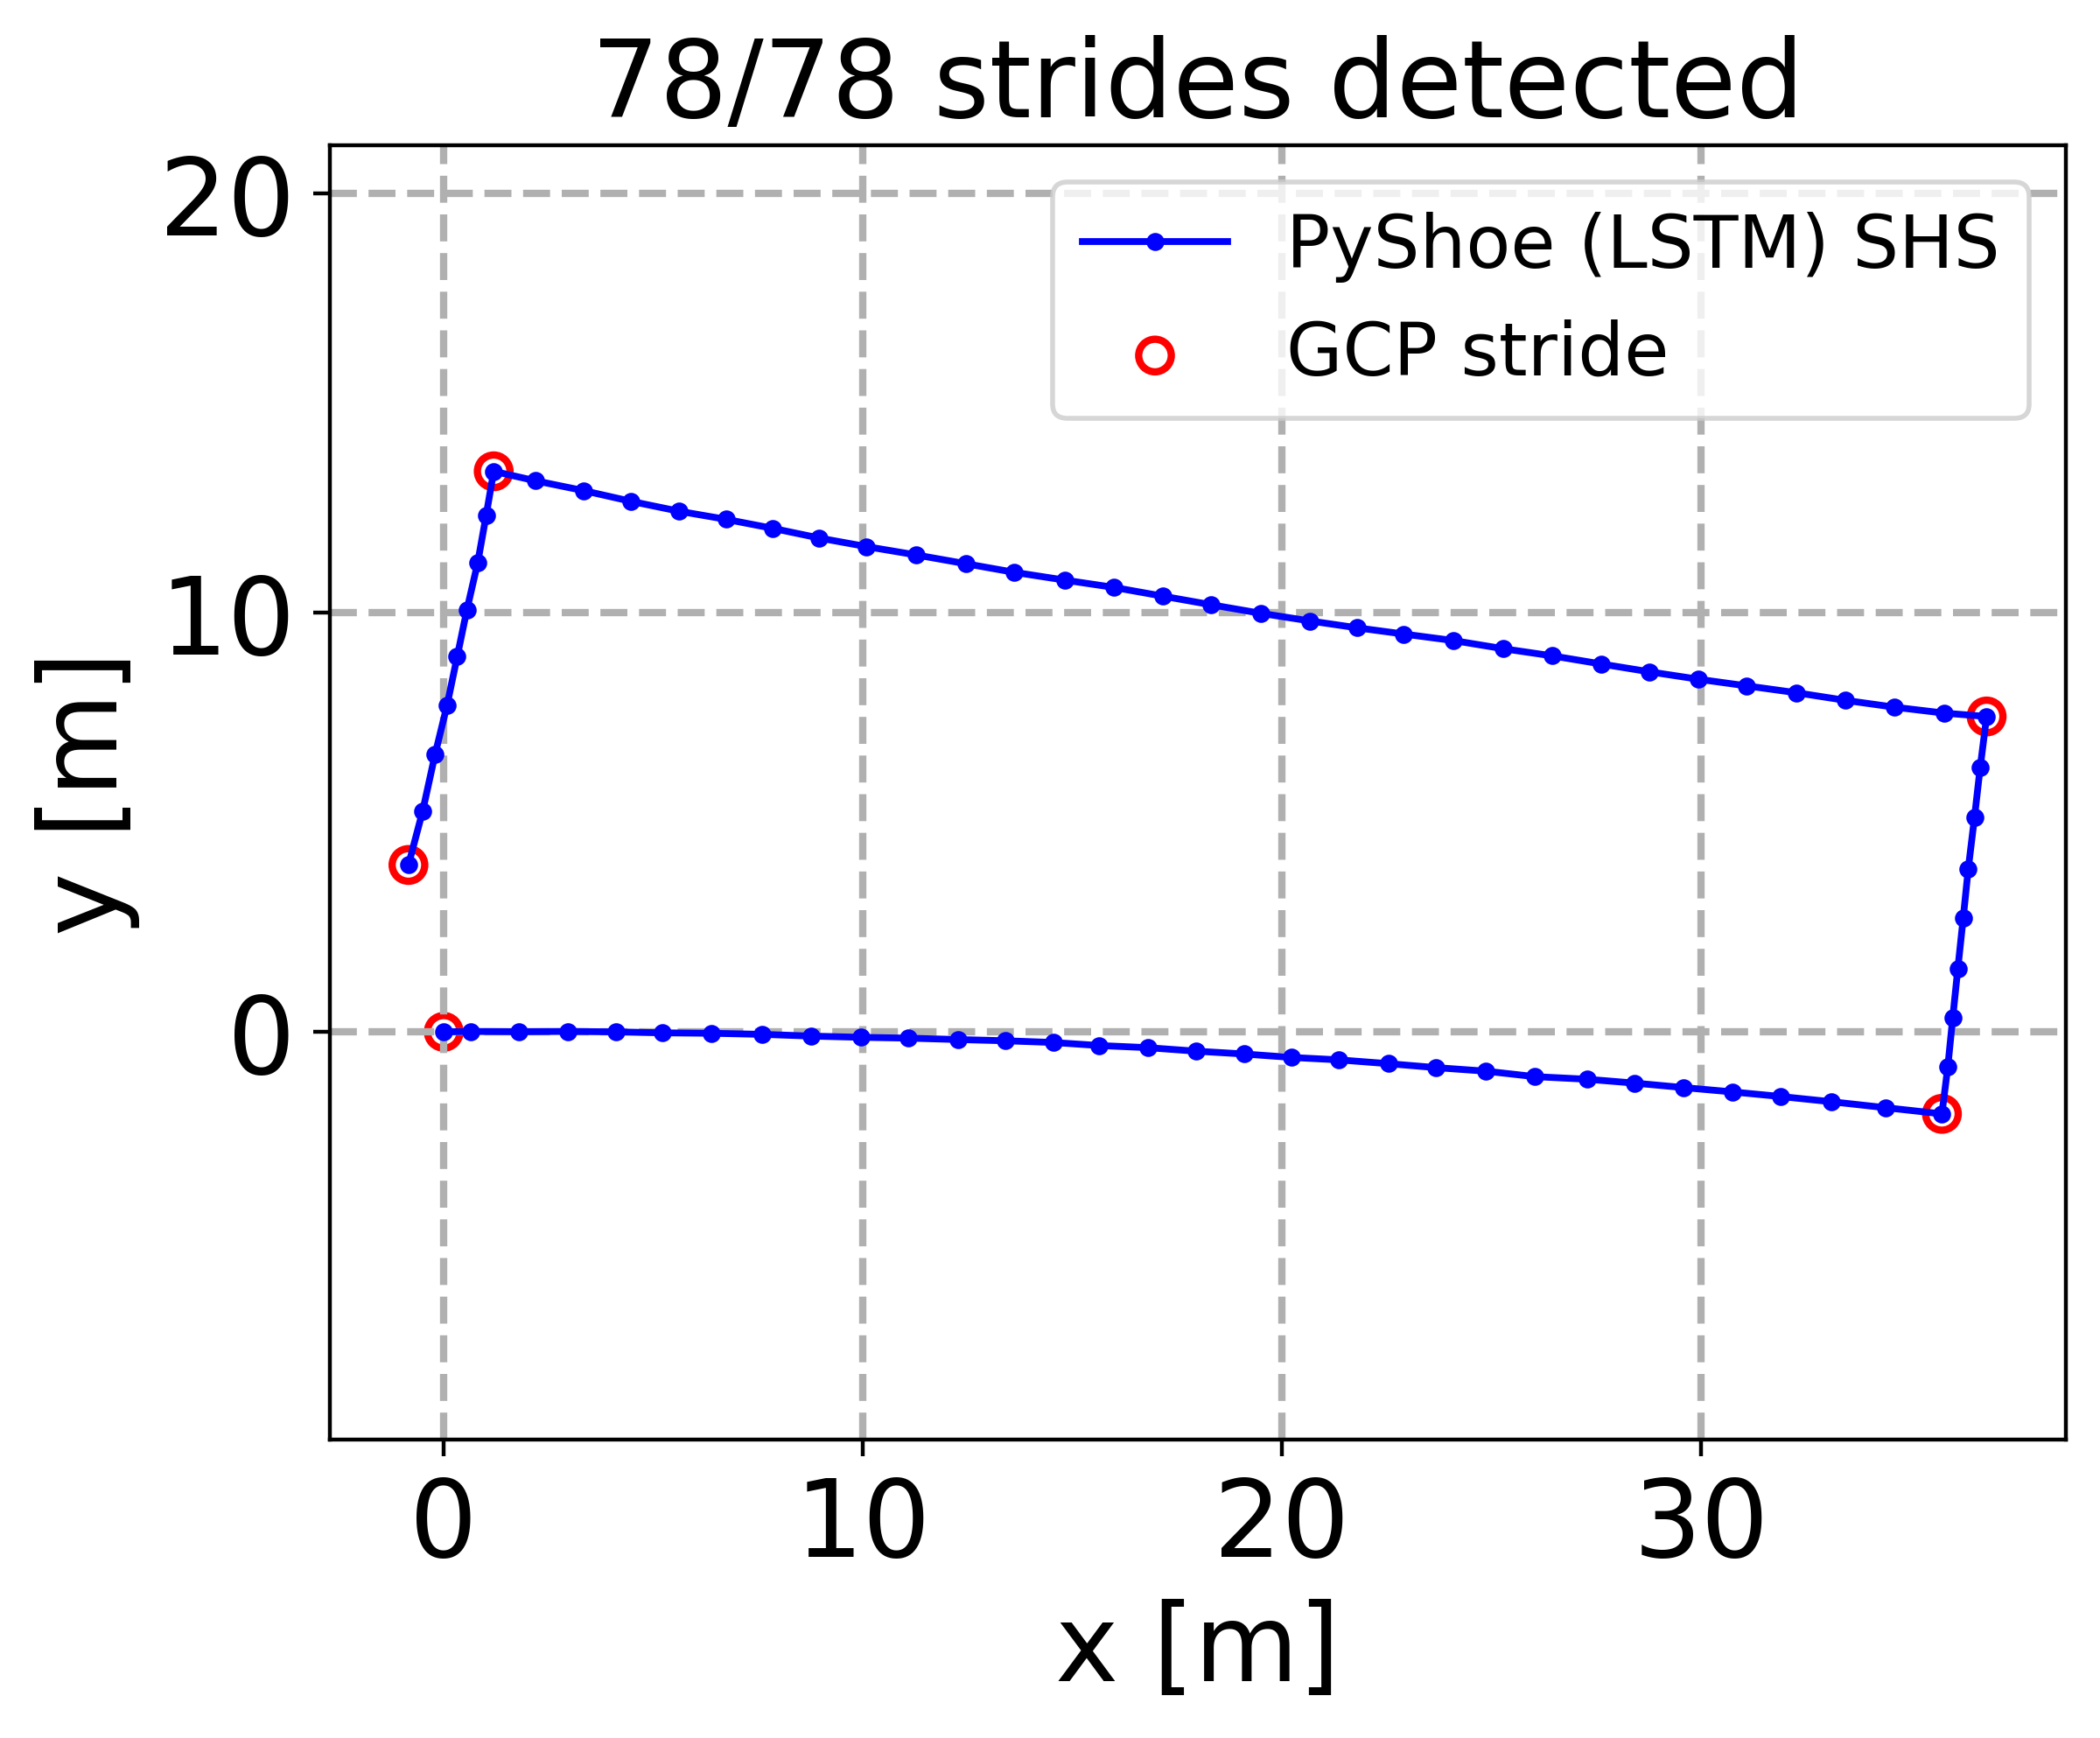 78/78 strides detected
PyShoe (LSTM) SHS
GCP stride
20
10
0
y [m]
0 10 20 30
x [m]